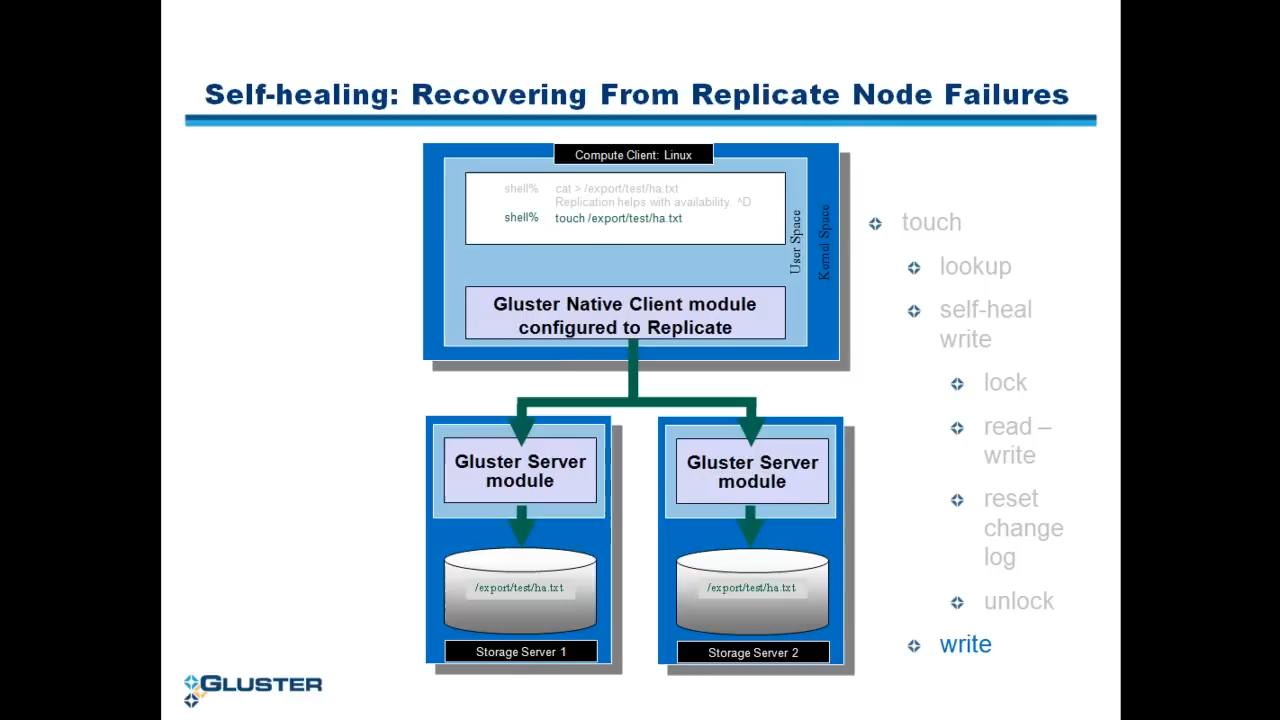 Self-healing: Recovering From Replicate Node Failures
Compute Client: Linux
shell% cat > /export/test/ha.txt
Replication helps with availability. ^D
shell% touch /export/test/ha.txt
User Space
Kernel Space
Gluster Native Client module
configured to Replicate
Gluster Server
module
/export/test/ha.txt
Storage Server 1
Gluster Server
module
/export/test/ha.txt
Storage Server 2
touch
lookup
self-heal
write
lock
read –
write
reset
change
log
unlock
write
GLUSTER